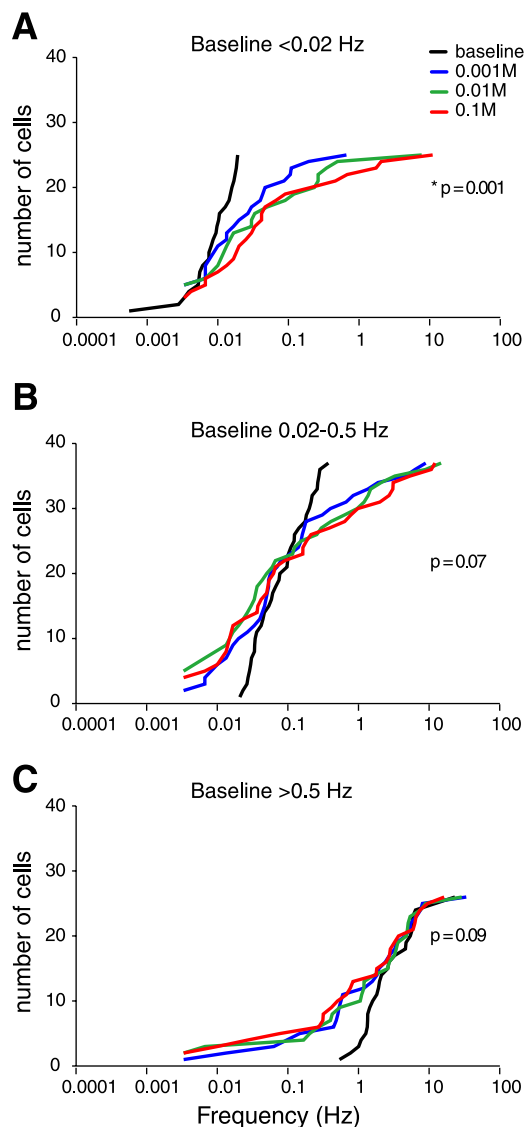 A
Baseline <0.02 Hz
baseline
0.001M
0.01M
0.1M
* p=0.001
number of cells
40
30
20
10
0
0.0001 0.001 0.01 0.1 1 10 100
B
Baseline 0.02-0.5 Hz
p=0.07
number of cells
40
30
20
10
0
0.0001 0.001 0.01 0.1 1 10 100
C
Baseline >0.5 Hz
p=0.09
number of cells
40
30
20
10
0
0.0001 0.001 0.01 0.1 1 10 100
Frequency (Hz)